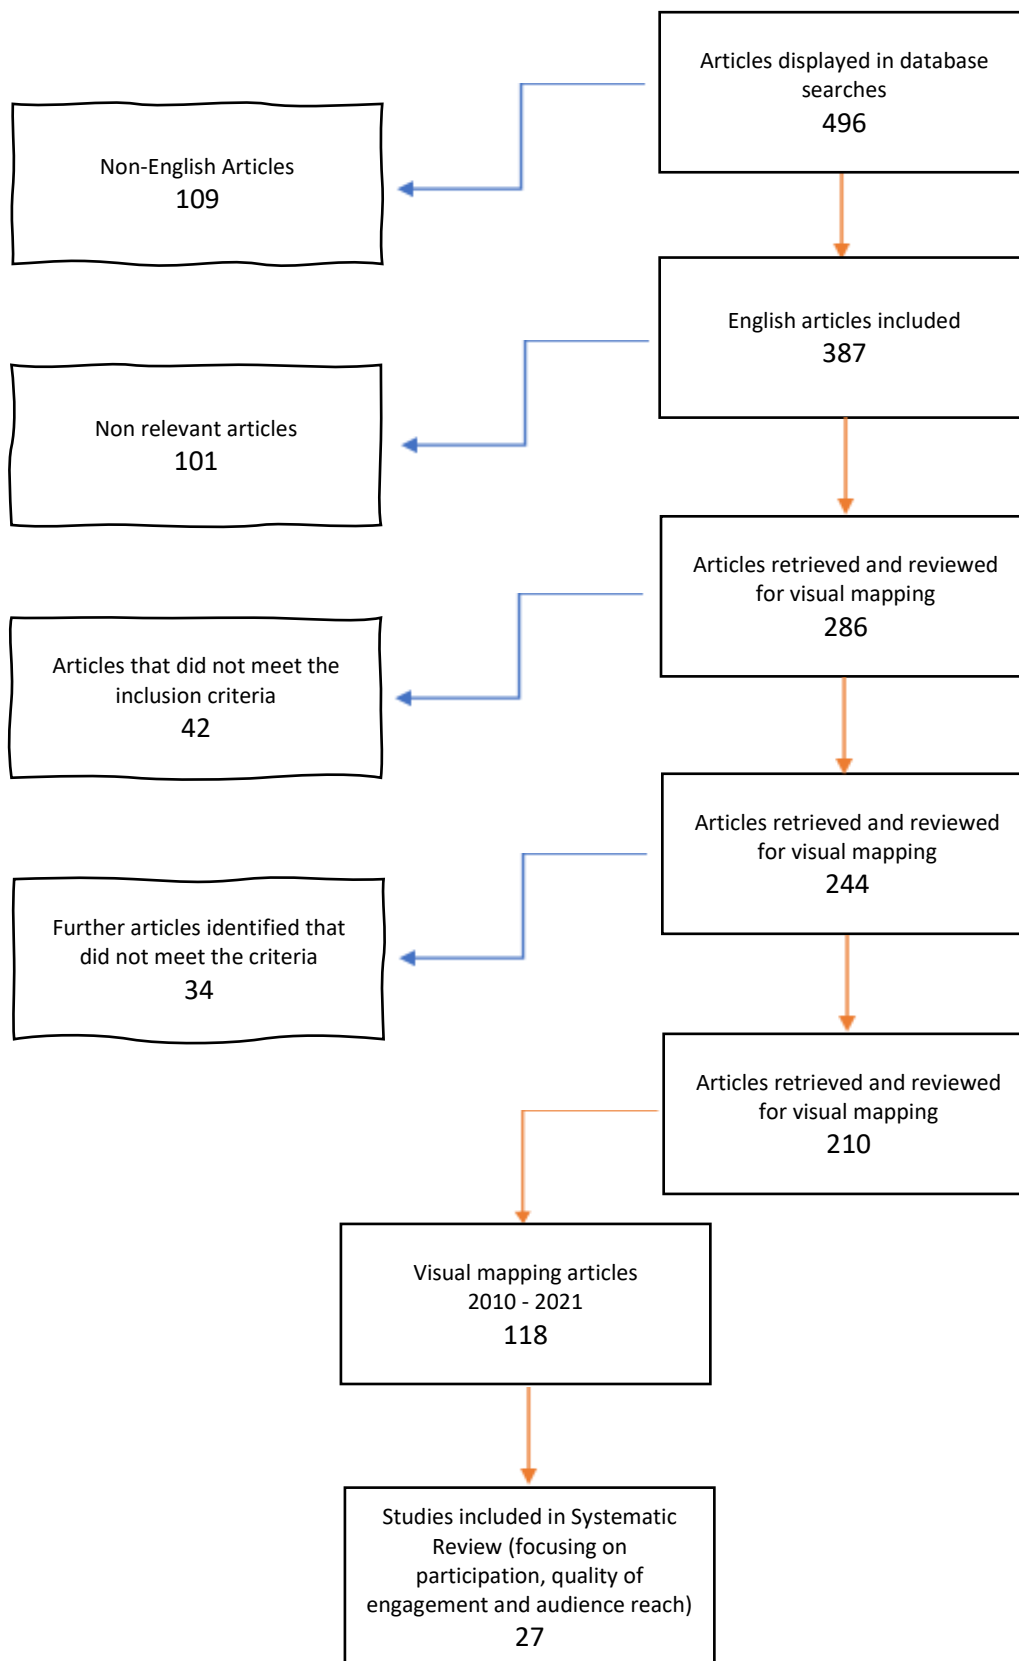 Articles displayed in database
searches
496
Non-English Articles
109
English articles included
387
Non relevant articles
101
Articles retrieved and reviewed
for visual mapping
286
Articles that did not meet the
inclusion criteria
42
Articles retrieved and reviewed
for visual mapping
244
Further articles identified that
did not meet the criteria
34
Articles retrieved and reviewed
for visual mapping
210
Visual mapping articles
2010 - 2021
118
Studies included in Systematic
Review (focusing on
participation, quality of
engagement and audience reach)
27